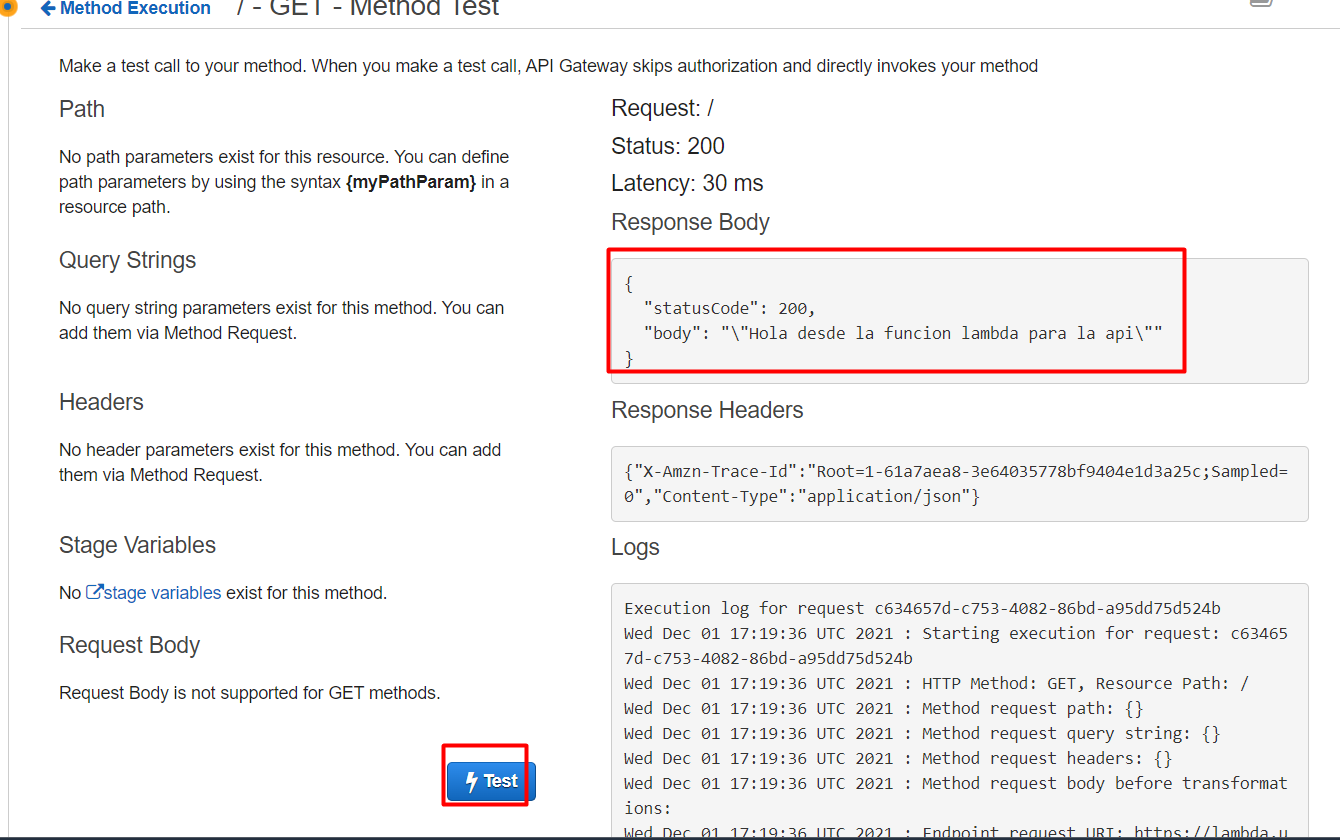 Method Execution / - GET - Method Test
Make a test call to your method. When you make a test call, API Gateway skips authorization and directly invokes your method
Path
No path parameters exist for this resource. You can define
path parameters by using the syntax {myPathParam} in a
resource path.
Query Strings
No query string parameters exist for this method. You can
add them via Method Request.
Headers
No header parameters exist for this method. You can add
them via Method Request.
Stage Variables
No stage variables exist for this method.
Request Body
Request Body is not supported for GET methods.
Test
Request: /
Status: 200
Latency: 30 ms
Response Body
{
"statusCode": 200,
"body": "\"Hola desde la funcion lambda para la api\""
}
Response Headers
{"X-Amzn-Trace-Id":"Root=1-61a7aea8-3e64035778bf9404e1d3a25c;Sampled=
0","Content-Type":"application/json"}
Logs
Execution log for request c634657d-c753-4082-86bd-a95dd75d524b
Wed Dec 01 17:19:36 UTC 2021 : Starting execution for request: c63465
7d-c753-4082-86bd-a95dd75d524b
Wed Dec 01 17:19:36 UTC 2021 : HTTP Method: GET, Resource Path: /
Wed Dec 01 17:19:36 UTC 2021 : Method request path: {}
Wed Dec 01 17:19:36 UTC 2021 : Method request query string: {}
Wed Dec 01 17:19:36 UTC 2021 : Method request headers: {}
Wed Dec 01 17:19:36 UTC 2021 : Method request body before transformat
ions:
Wed Dec 01 17:19:36 UTC 2021 : Endpoint request URI: https://lambda.u